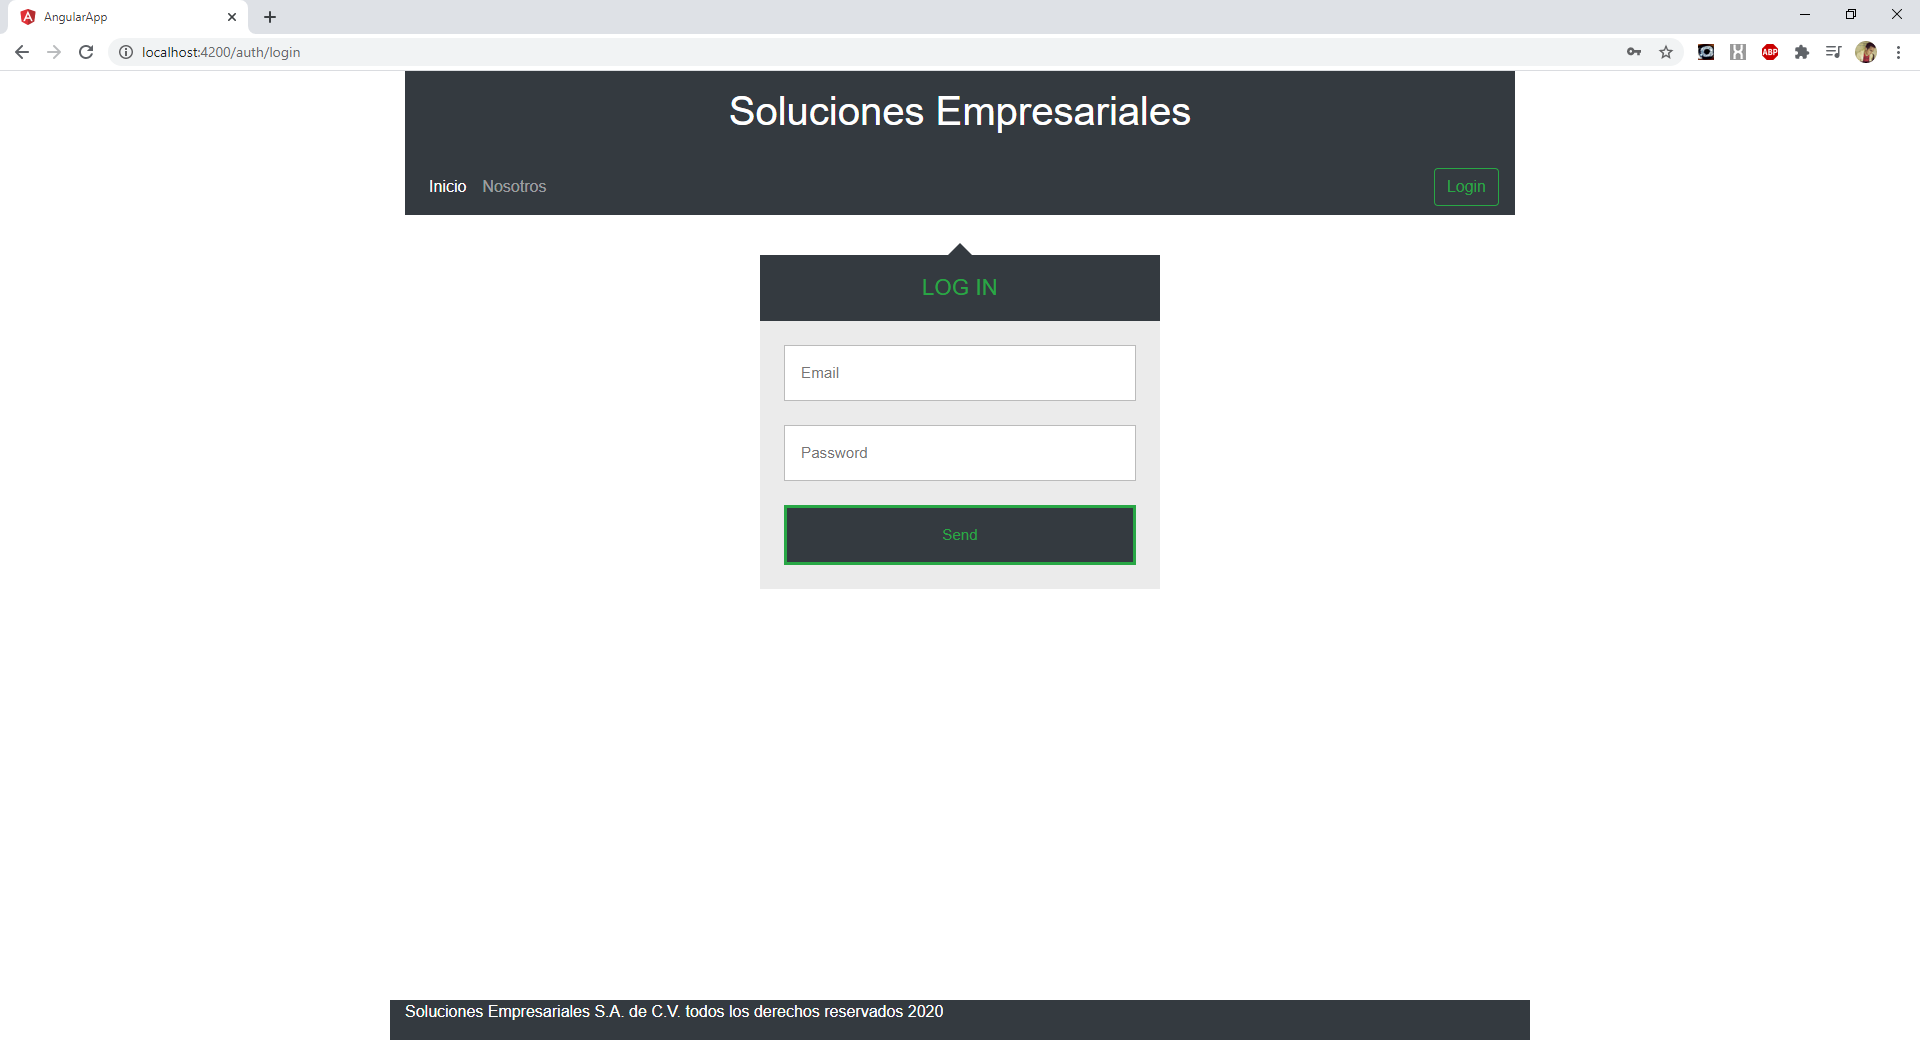 AngularApp
localhost:4200/auth/login
ABP
Soluciones Empresariales
Inicio Nosotros Login
LOG IN
Email
Password
Send
Soluciones Empresariales S.A. de C.V. todos los derechos reservados 2020